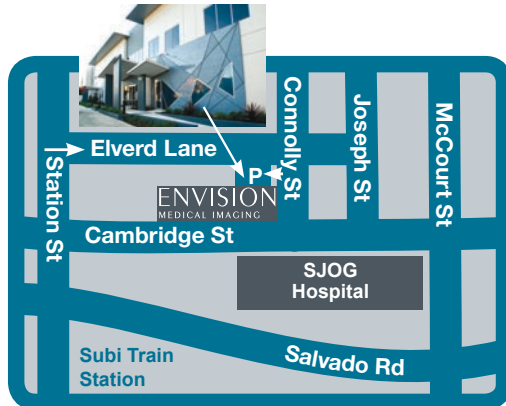 Elverd Lane
Connolly St
Joseph St
McCourt St
Station St
P
ENVISION
MEDICAL IMAGING
Cambridge St
SJOG
Hospital
Salvado Rd
Subi Train
Station